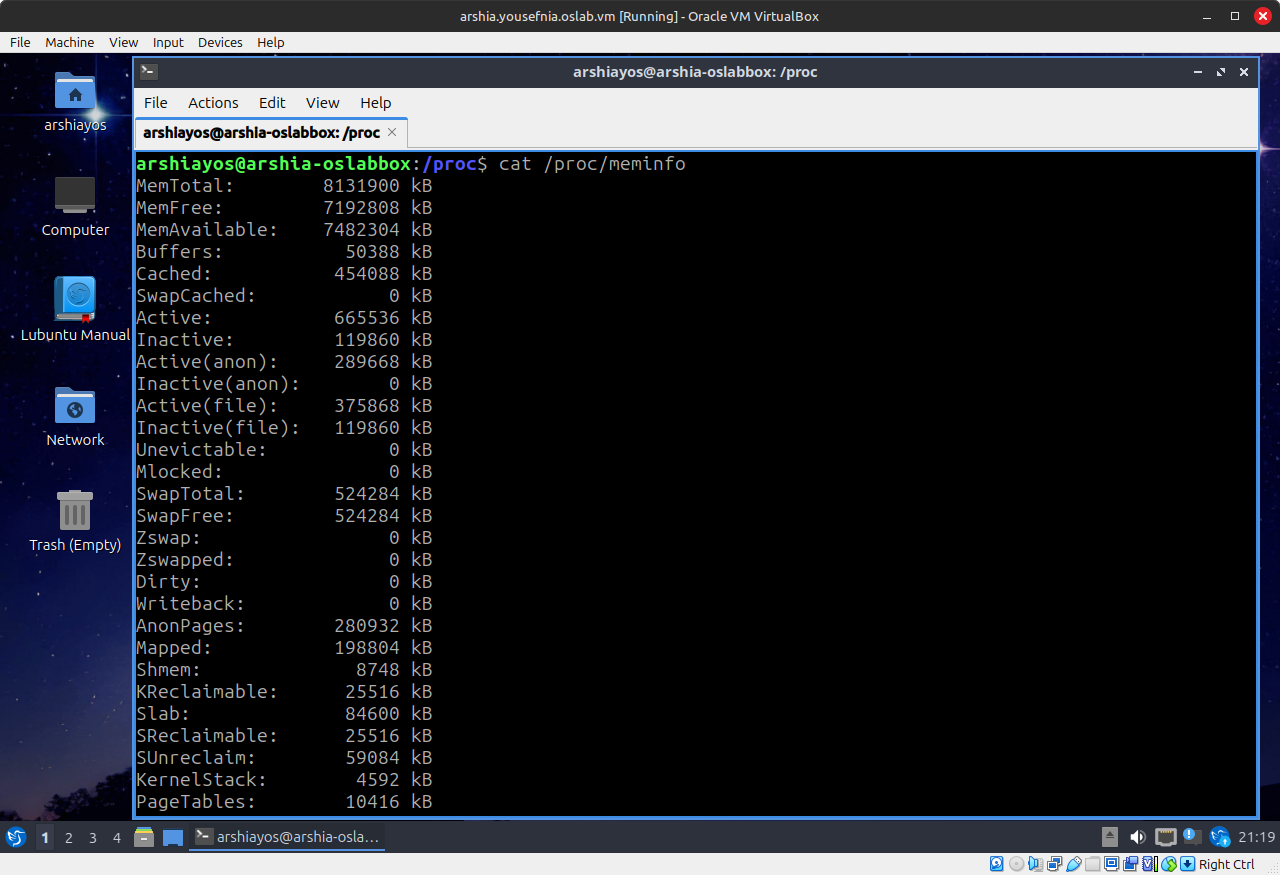 arshia.yousefnia.oslab.vm [Running] - Oracle VM VirtualBox
File Machine View Input Devices Help
arshiayos@arshia-oslabbox: /proc
File Actions Edit View Help
arshiayos@arshia-oslabbox: /proc
arshiayos
Computer
Lubuntu Manual
Network
Trash (Empty)
arshiayos@arshia-oslabbox:/proc$ cat /proc/meminfo
MemTotal: 8131900 kB
MemFree: 7192808 kB
MemAvailable: 7482304 kB
Buffers: 50388 kB
Cached: 454088 kB
SwapCached: 0 kB
Active: 665536 kB
Inactive: 119860 kB
Active(anon): 289668 kB
Inactive(anon): 0 kB
Active(file): 375868 kB
Inactive(file): 119860 kB
Unevictable: 0 kB
Mlocked: 0 kB
SwapTotal: 524284 kB
SwapFree: 524284 kB
Zswap: 0 kB
Zswapped: 0 kB
Dirty: 0 kB
Writeback: 0 kB
AnonPages: 280932 kB
Mapped: 198804 kB
Shmem: 8748 kB
KReclaimable: 25516 kB
Slab: 84600 kB
SReclaimable: 25516 kB
SUnreclaim: 59084 kB
KernelStack: 4592 kB
PageTables: 10416 kB
1 2 3 4 arshiayos@arshia-osla... 21:19
Right Ctrl